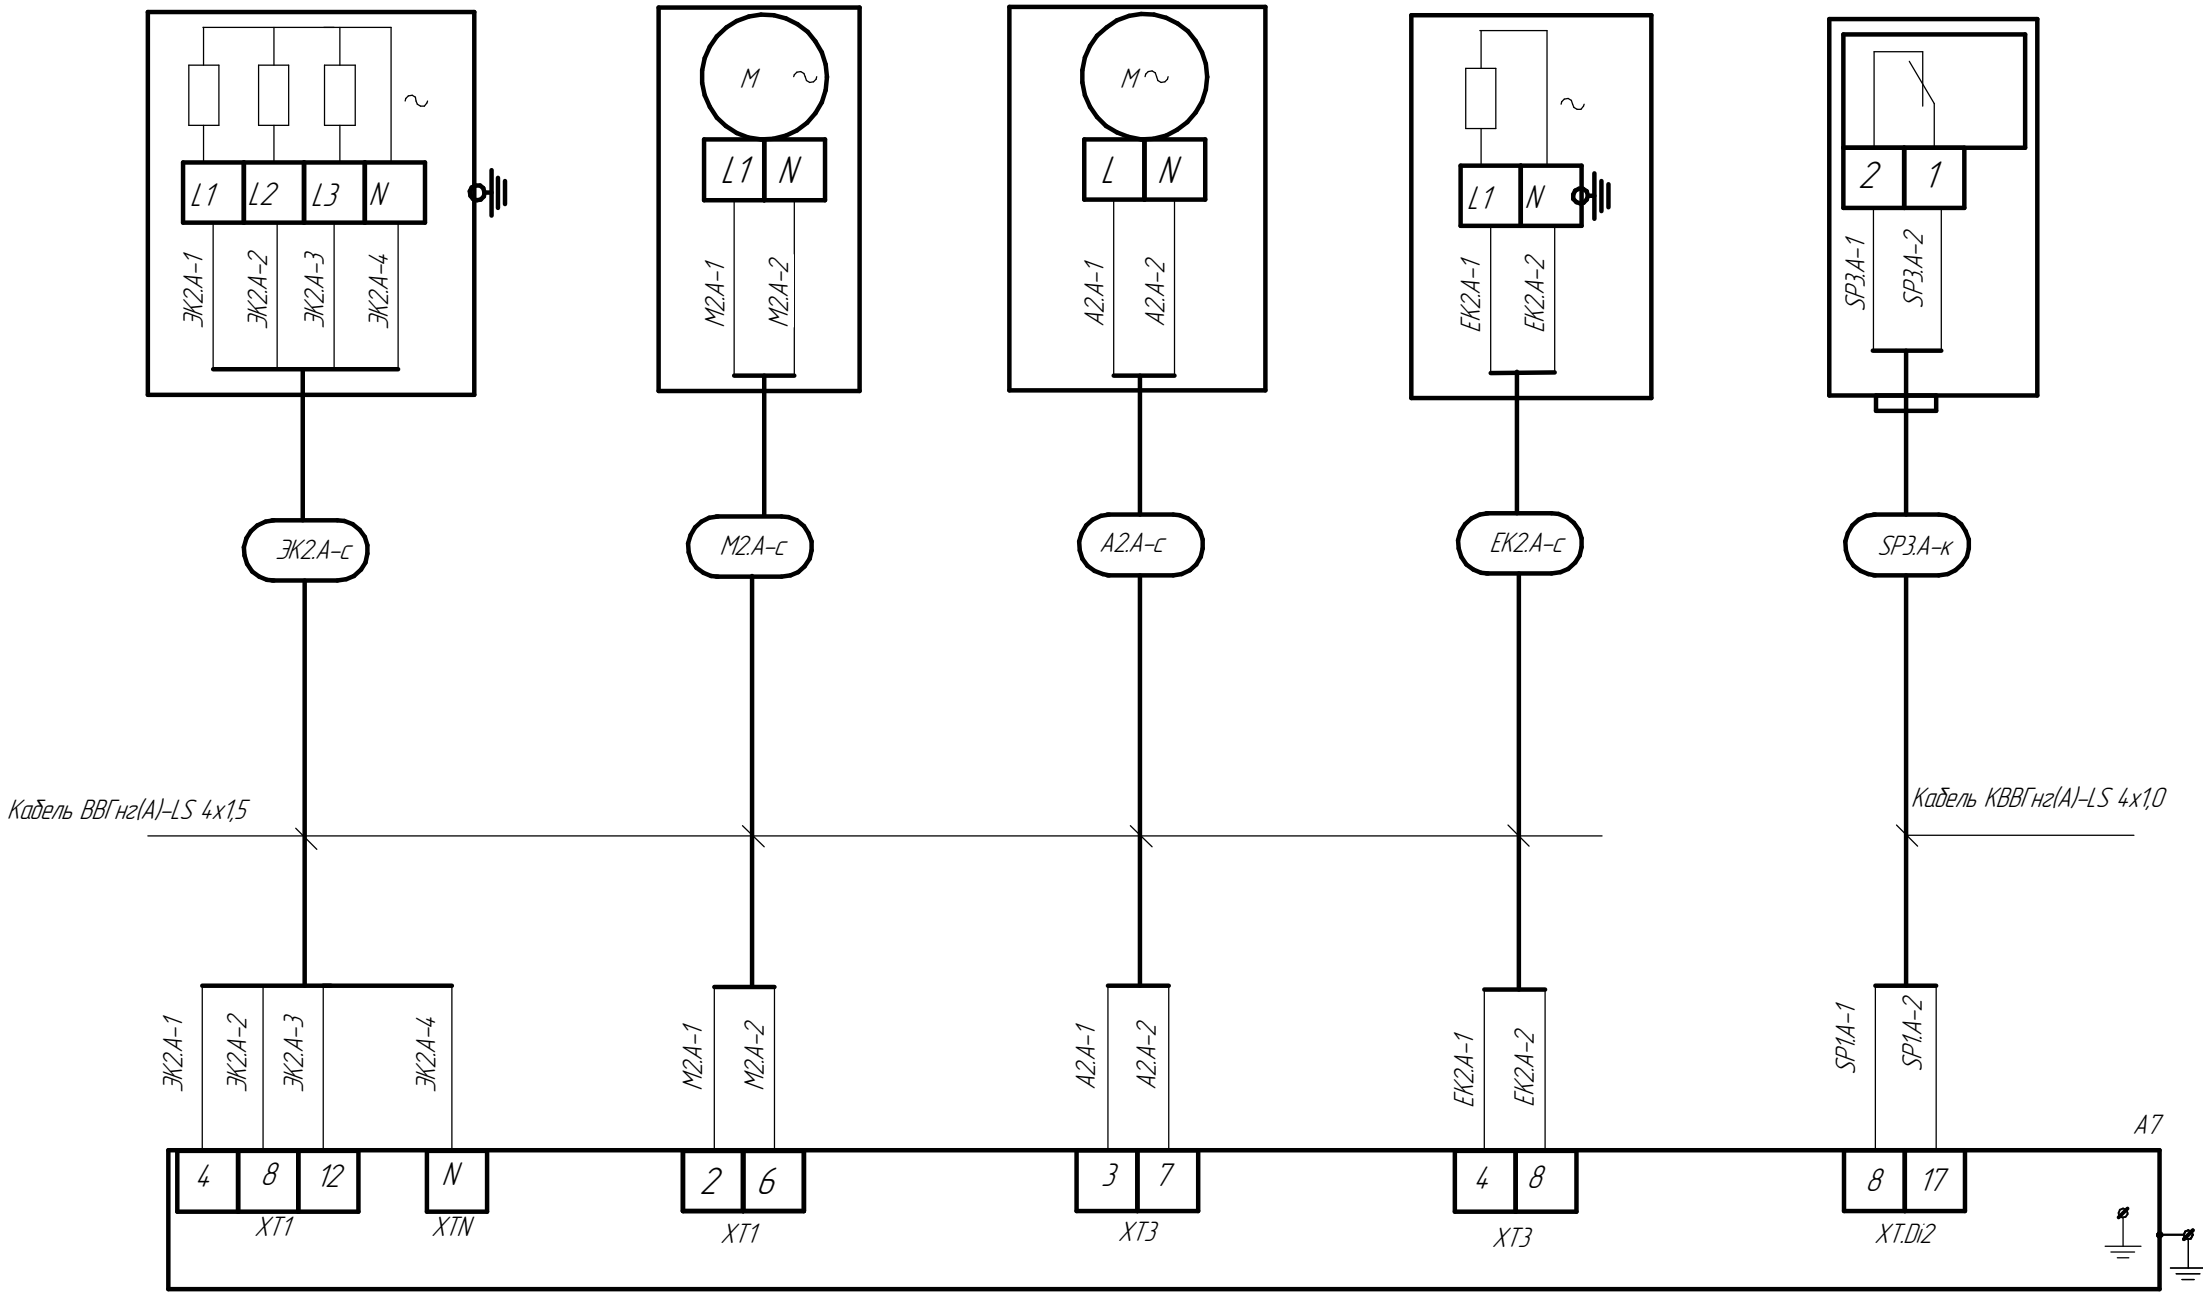 M ~
M ~
~
~
L1 L2 L3 N
L1 N
L N
L1 N
2 1
ЭК2.А-1
ЭК2.А-2
ЭК2.А-3
ЭК2.А-4
М2.А-1
М2.А-2
А2.А-1
А2.А-2
ЕК2.А-1
ЕК2.А-2
SP3.A-1
SP3.A-2
ЭК2.А-с
М2.А-с
А2.А-с
ЕК2.А-с
SP3.A-к
Кабель ВВГнг(А)-LS 4х1,5
Кабель КВВГнг(А)-LS 4х1,0
ЭК2.А-1
ЭК2.А-2
ЭК2.А-3
ЭК2.А-4
М2.А-1
М2.А-2
А2.А-1
А2.А-2
ЕК2.А-1
ЕК2.А-2
SP1.A-1
SP1.A-2
А7
4 8 12
N
2 6
3 7
4 8
8 17
XT1
XTN
XT1
XT3
XT3
XT.Di2